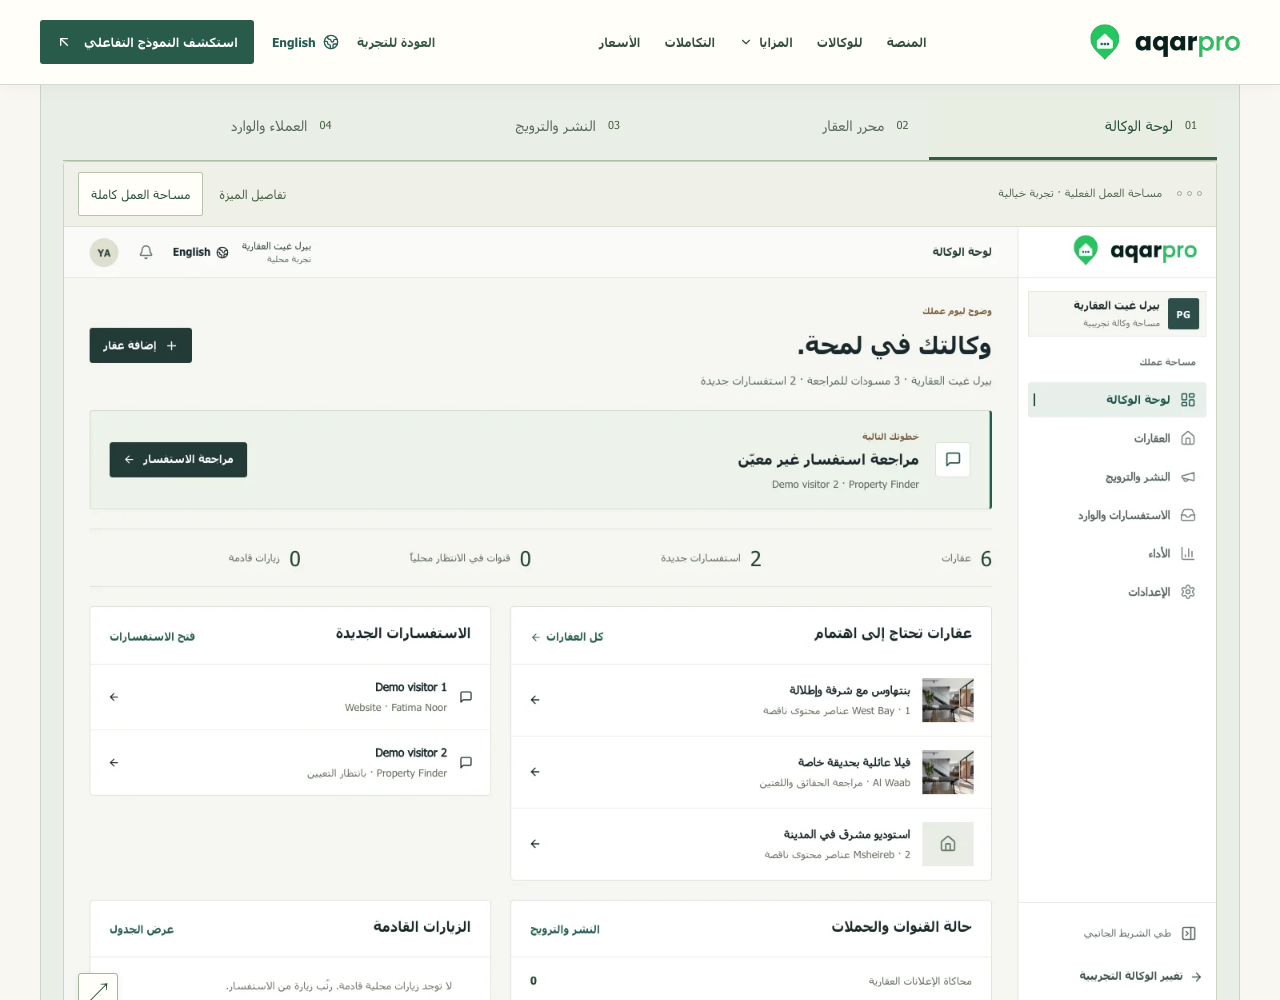 aqarpro
المنصة
للوكالات
المزايا
التكاملات
الأسعار
العودة للتجربة
English
استكشف النموذج التفاعلي
01 لوحة الوكالة
02 محرر العقار
03 النشر والترويج
04 العملاء والوارد
مساحة العمل الفعلية · تجربة خيالية
تفاصيل الميزة
مساحة العمل كاملة
aqarpro
لوحة الوكالة
بيرل غيت العقارية
تجربة محلية
English
YA
PG
بيرل غيت العقارية
مساحة وكالة تجريبية
مساحة عملك
لوحة الوكالة
العقارات
النشر والترويج
الاستفسارات والوارد
الأداء
الإعدادات
طي الشريط الجانبي
تغيير الوكالة التجريبية
وضوح ليوم عملك
وكالتك في لمحة.
بيرل غيت العقارية · 3 مسودات للمراجعة · 2 استفسارات جديدة
إضافة عقار
خطوتك التالية
مراجعة استفسار غير معيّن
Demo visitor 2 · Property Finder
مراجعة الاستفسار
6 عقارات
2 استفسارات جديدة
0 قنوات في الانتظار محلياً
0 زيارات قادمة
عقارات تحتاج إلى اهتمام
كل العقارات
بنتهاوس مع شرفة وإطلالة
West Bay · 1 عناصر محتوى ناقصة
فيلا عائلية بحديقة خاصة
Al Waab · مراجعة الحقائق واللغتين
استوديو مشرق في المدينة
Msheireb · 2 عناصر محتوى ناقصة
الاستفسارات الجديدة
فتح الاستفسارات
Demo visitor 1
Website · Fatima Noor
Demo visitor 2
Property Finder · بانتظار التعيين
حالة القنوات والحملات
النشر والترويج
محاكاة الإعلانات العقارية
0
الزيارات القادمة
عرض الجدول
لا توجد زيارات محلية قادمة. رتّب زيارة من الاستفسار.